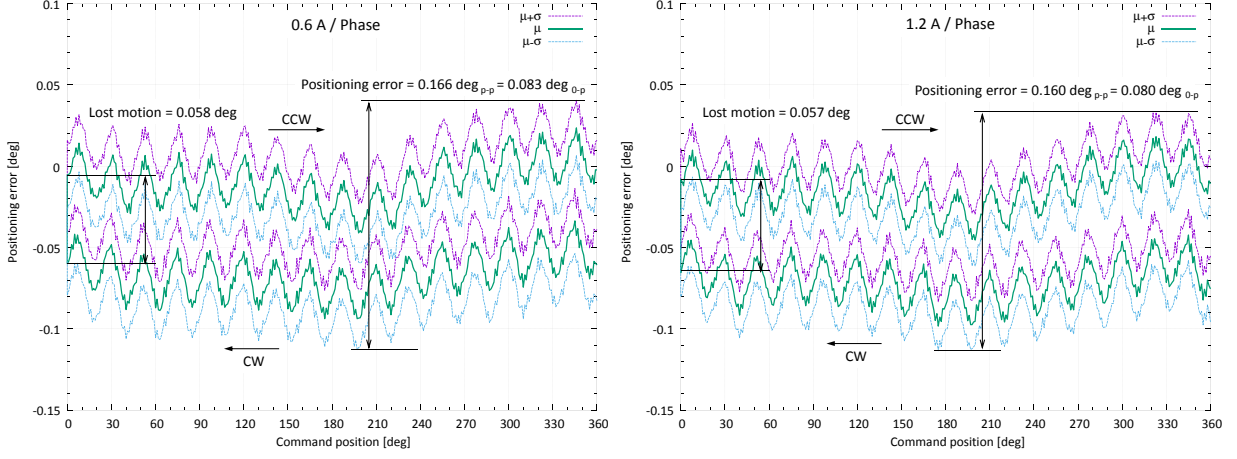 0.6 A / Phase
μ+σ
μ
μ-σ
Positioning error = 0.166 deg p-p = 0.083 deg 0-p
Lost motion = 0.058 deg
CCW
CW
Positioning error [deg]
0.1
0.05
0
-0.05
-0.1
-0.15
0 30 60 90 120 150 180 210 240 270 300 330 360
Command position [deg]
1.2 A / Phase
μ+σ
μ
μ-σ
Positioning error = 0.160 deg p-p = 0.080 deg 0-p
Lost motion = 0.057 deg
CCW
CW
Positioning error [deg]
0.1
0.05
0
-0.05
-0.1
-0.15
0 30 60 90 120 150 180 210 240 270 300 330 360
Command position [deg]